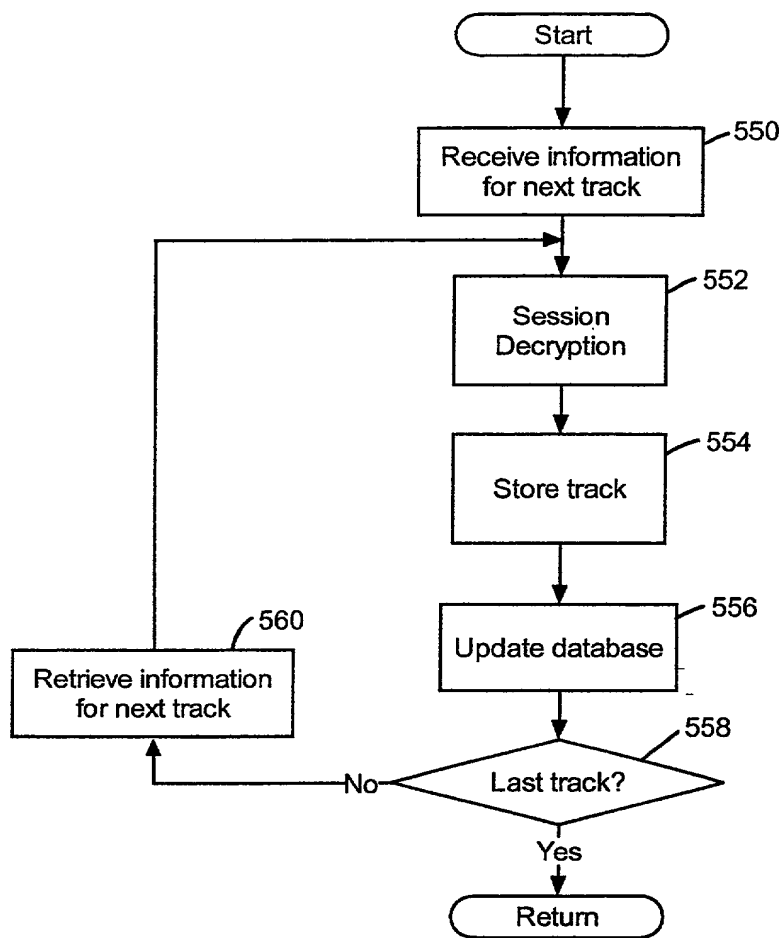 Start
550
Receive information
for next track
552
Session
Decryption
554
Store track
556
Update database
560
Retrieve information
for next track
558
Last track?
No
Yes
Return